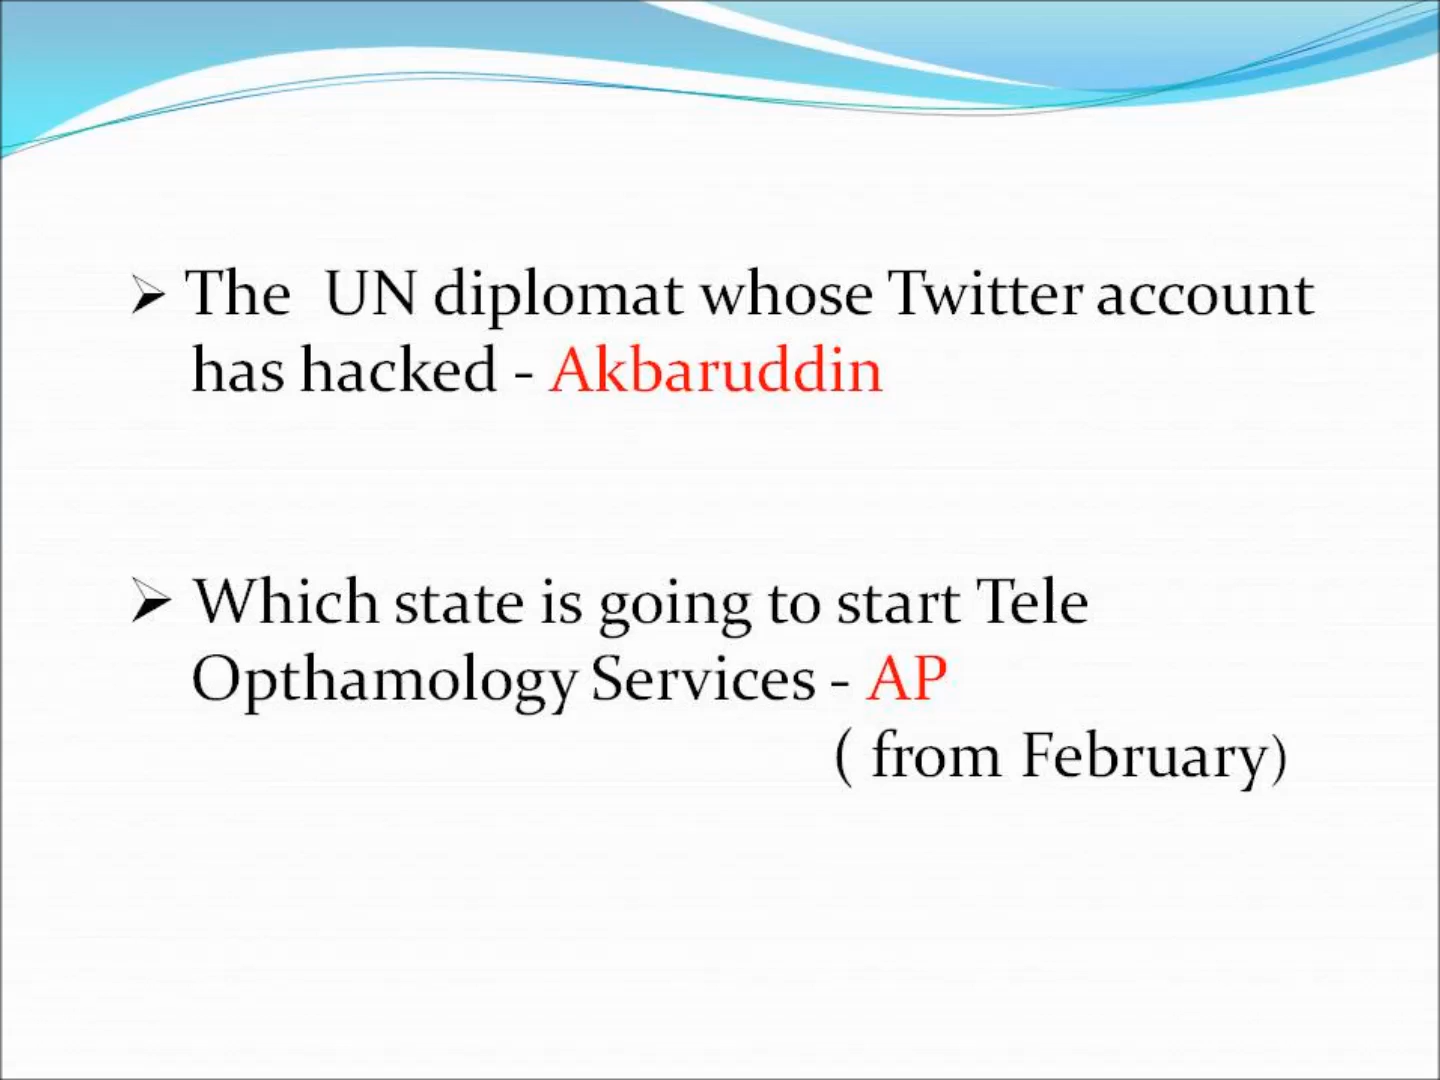 The UN diplomat whose Twitter account
has hacked - Akbaruddin
Which state is going to start Tele
Opthamology Services - AP
( from February)